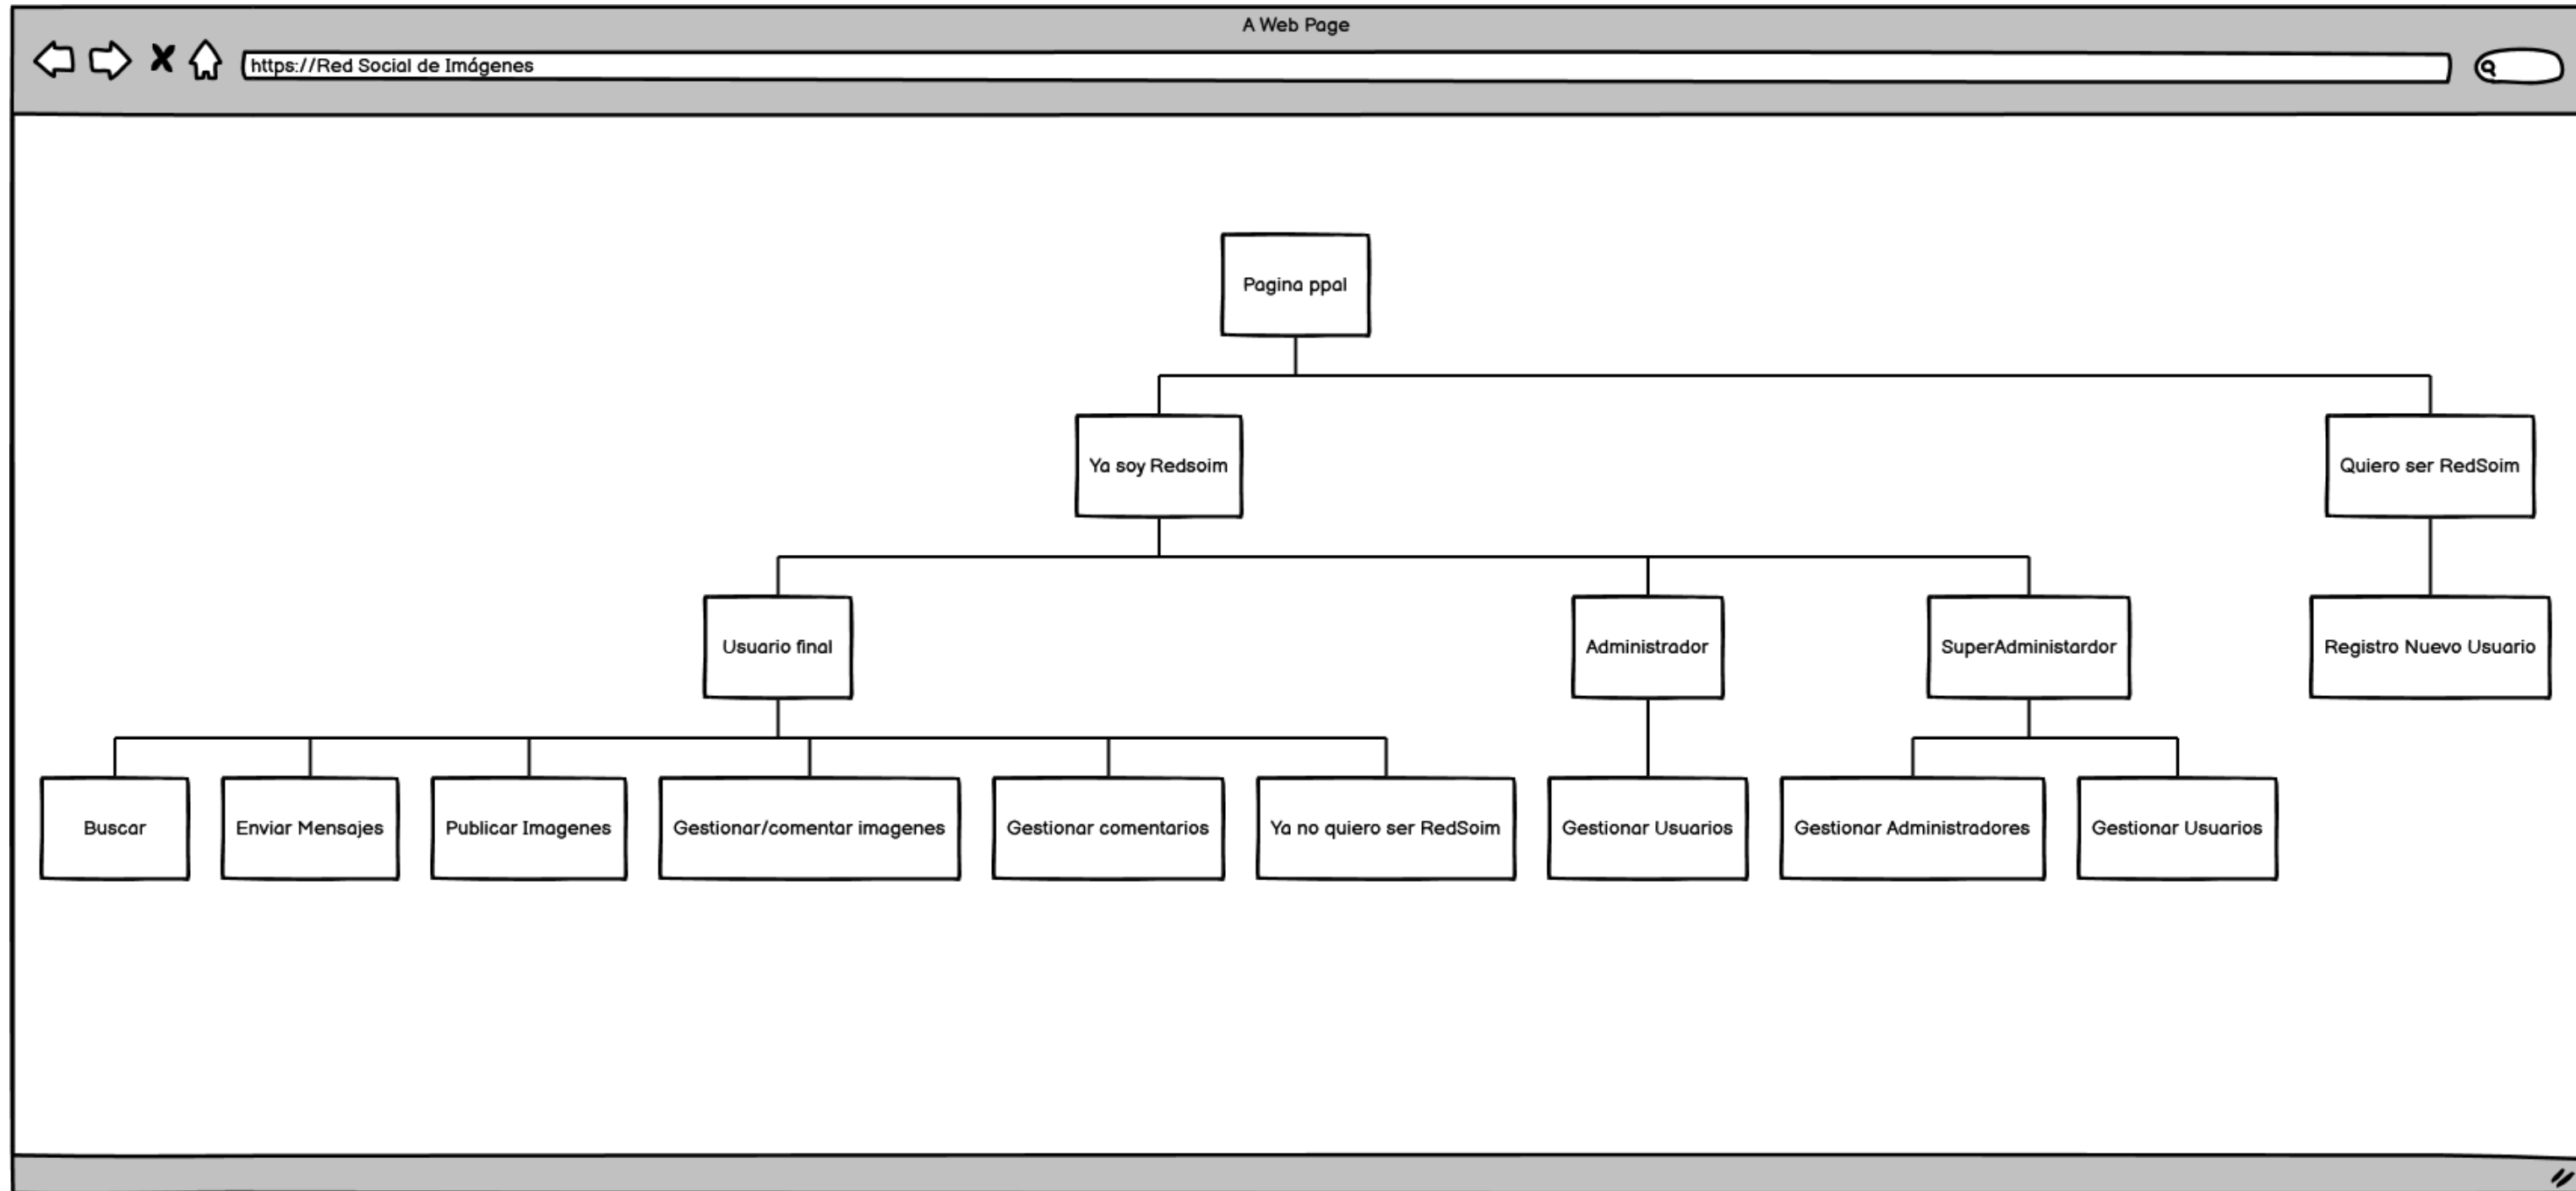 A Web Page
https://Red Social de Imágenes
Pagina ppal
Ya soy Redsoim
Quiero ser RedSoim
Usuario final
Administrador
SuperAdministardor
Registro Nuevo Usuario
Buscar
Enviar Mensajes
Publicar Imagenes
Gestionar/comentar imagenes
Gestionar comentarios
Ya no quiero ser RedSoim
Gestionar Usuarios
Gestionar Administradores
Gestionar Usuarios